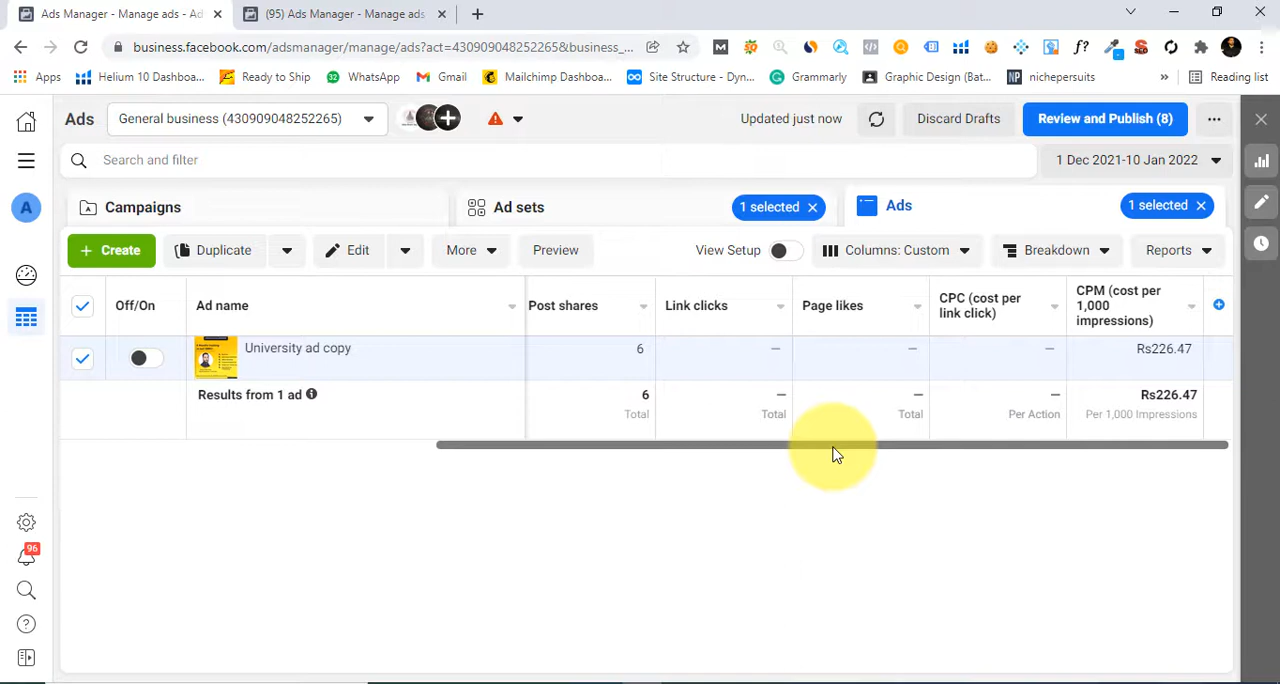 Ads Manager - Manage ads - Ad
(95) Ads Manager - Manage ads
business.facebook.com/adsmanager/manage/ads?act=430909048252265&business_...
Apps
Helium 10 Dashboa...
Ready to Ship
32
WhatsApp
Gmail
Mailchimp Dashboa...
Site Structure - Dyn...
Grammarly
Graphic Design (Bat...
NP
nichepersuits
»
Reading list
Ads
General business (430909048252265)
Updated just now
Discard Drafts
Review and Publish (8)
Search and filter
1 Dec 2021-10 Jan 2022
A
Campaigns
Ad sets
1 selected
Ads
1 selected
+ Create
Duplicate
Edit
More
Preview
View Setup
Columns: Custom
Breakdown
Reports
Off/On
Ad name
Post shares
Link clicks
Page likes
CPC (cost per
link click)
CPM (cost per
1,000
impressions)
University ad copy
6
—
—
—
Rs226.47
Results from 1 ad
6
Total
—
Total
—
Total
—
Per Action
Rs226.47
Per 1,000 Impressions
96